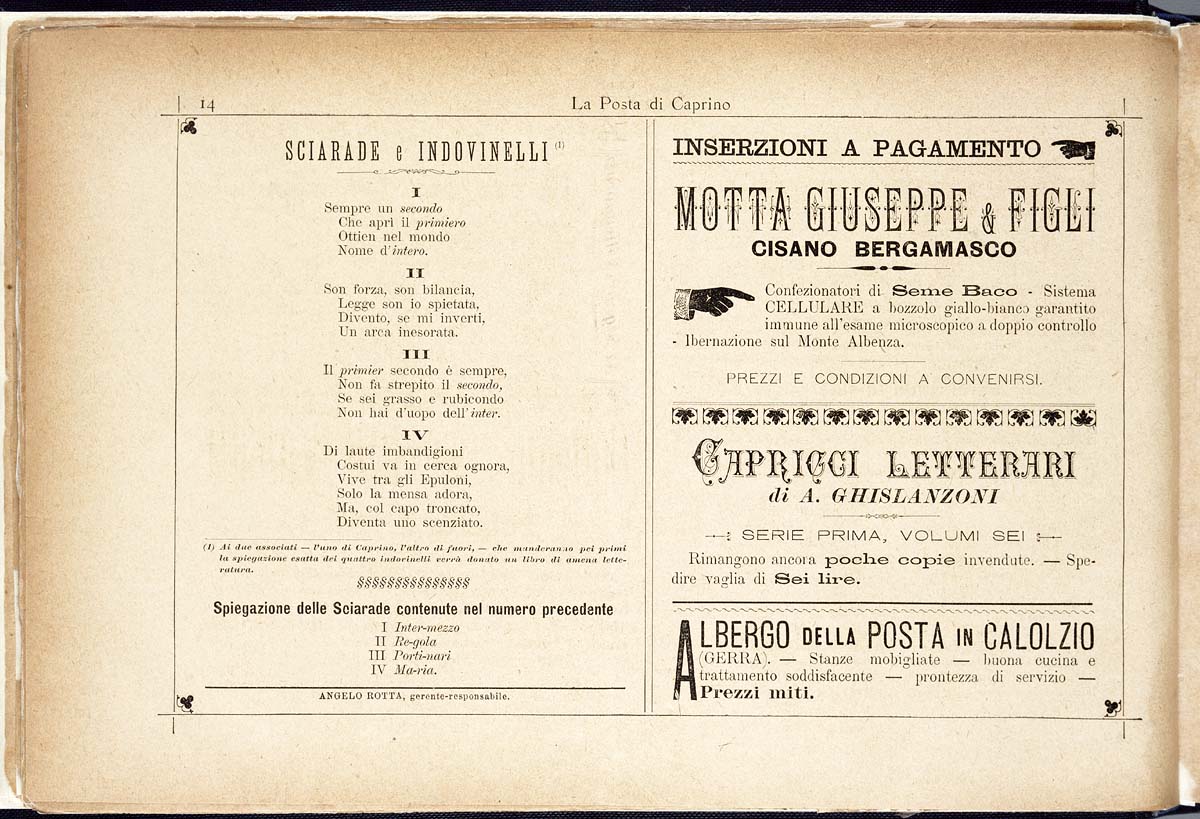 14
La Posta di Caprino
SCIARADE e INDOVINELLI (1)
I
Sempre un secondo
Che aprì il primiero
Ottien nel mondo
Nome d'intero.
II
Son forza, son bilancia,
Legge son io spietata,
Divento, se mi inverti,
Un arca inesorata.
III
Il primier secondo è sempre,
Non fa strepito il secondo,
Se sei grasso e rubicondo
Non hai d'uopo dell'inter.
IV
Di laute imbandigioni
Costui va in cerca ognora,
Vive tra gli Epuloni,
Solo la mensa adora,
Ma, col capo troncato,
Diventa uno scenziato.
(1) Ai due associati — l'uno di Caprino, l'altro di fuori, — che manderanno pei primi
la spiegazione esatta dei quattro indovinelli verrà donato un libro di amena lette-
ratura.
§§§§§§§§§§§§§§§
Spiegazione delle Sciarade contenute nel numero precedente
I Inter-mezzo
II Re-gola
III Porti-nari
IV Ma-ria.
ANGELO ROTTA, gerente-responsabile.
INSERZIONI A PAGAMENTO
MOTTA GIUSEPPE & FIGLI
CISANO BERGAMASCO
Confezionatori di Seme Baco - Sistema
CELLULARE a bozzolo giallo-bianco garantito
immune all'esame microscopico a doppio controllo
- Ibernazione sul Monte Albenza.
PREZZI E CONDIZIONI A CONVENIRSI.
CAPRICCI LETTERARI
di A. GHISLANZONI
SERIE PRIMA, VOLUMI SEI
Rimangono ancora poche copie invendute. — Spe-
dire vaglia di Sei lire.
ALBERGO DELLA POSTA IN CALOLZIO
(GERRA). — Stanze mobigliate — buona cucina e
trattamento soddisfacente — prontezza di servizio —
Prezzi miti.